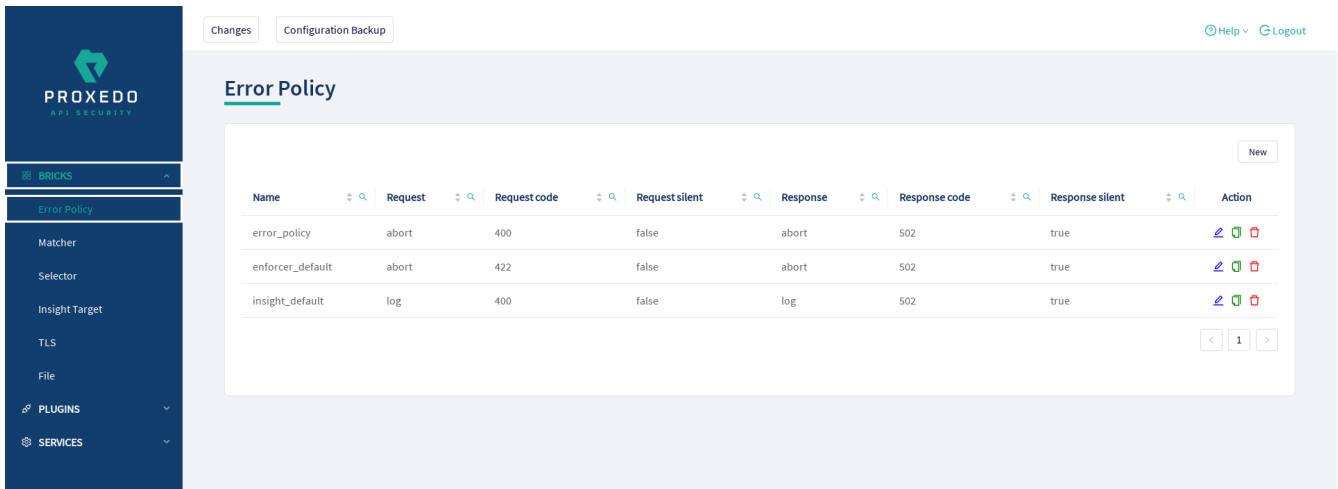 Changes Configuration Backup Help Logout
PROXEDO
API SECURITY
Error Policy
New
BRICKS
Name Request Request code Request silent Response Response code Response silent Action
Error Policy
error_policy abort 400 false abort 502 true
Matcher
enforcer_default abort 422 false abort 502 true
Selector
insight_default log 400 false log 502 true
Insight Target
TLS
< 1 >
File
PLUGINS
SERVICES